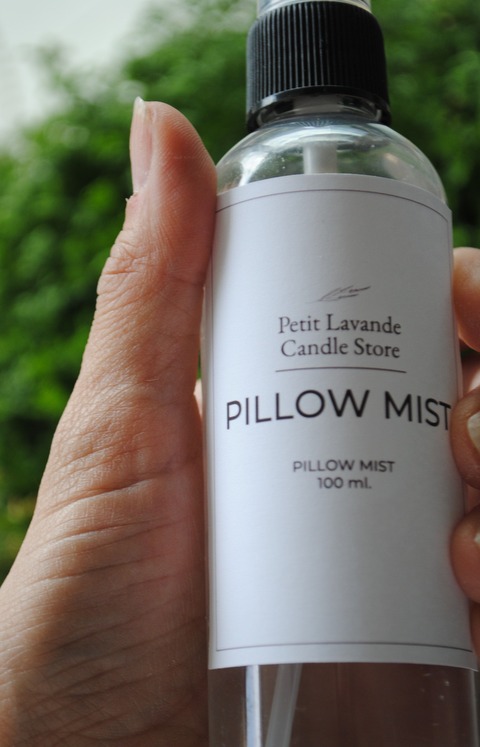 Petit Lavande
Candle Store
PILLOW MIST
PILLOW MIST
100 ml.